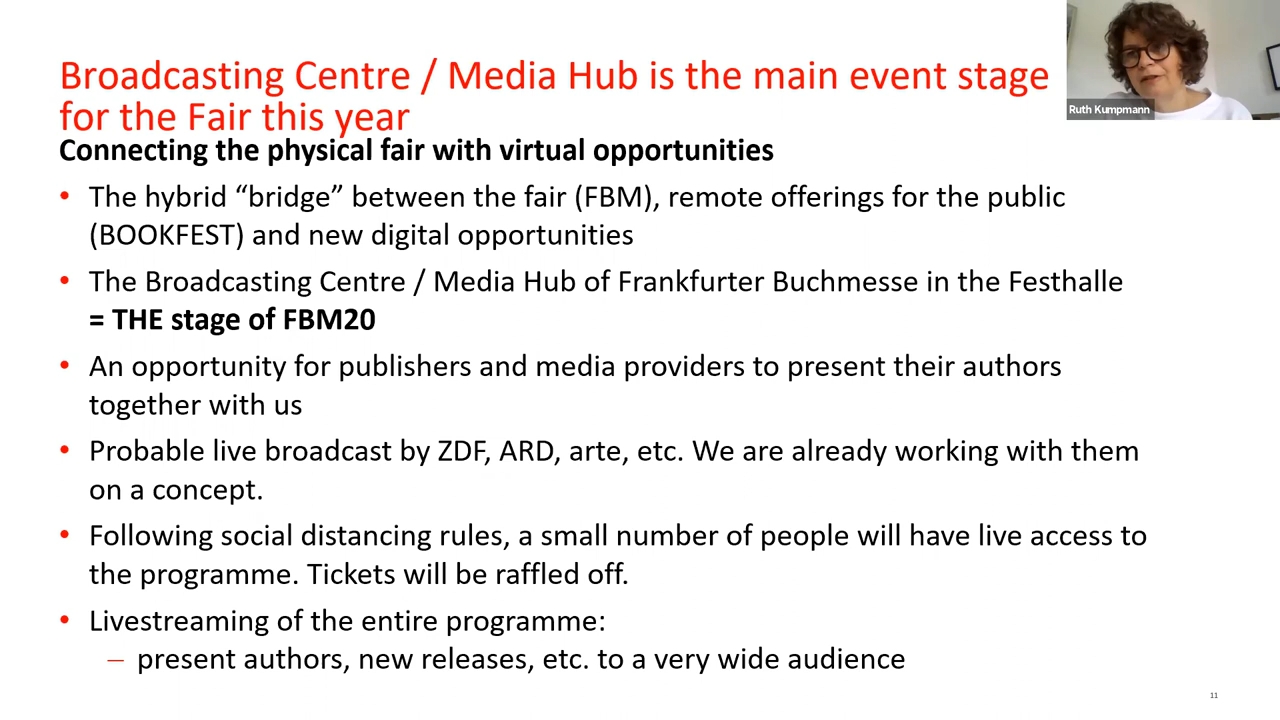 Broadcasting Centre / Media Hub is the main event stage
for the Fair this year
Ruth Kumpmann
Connecting the physical fair with virtual opportunities
• The hybrid “bridge” between the fair (FBM), remote offerings for the public
(BOOKFEST) and new digital opportunities
• The Broadcasting Centre / Media Hub of Frankfurter Buchmesse in the Festhalle
= THE stage of FBM20
• An opportunity for publishers and media providers to present their authors
together with us
• Probable live broadcast by ZDF, ARD, arte, etc. We are already working with them
on a concept.
• Following social distancing rules, a small number of people will have live access to
the programme. Tickets will be raffled off.
• Livestreaming of the entire programme:
– present authors, new releases, etc. to a very wide audience
11